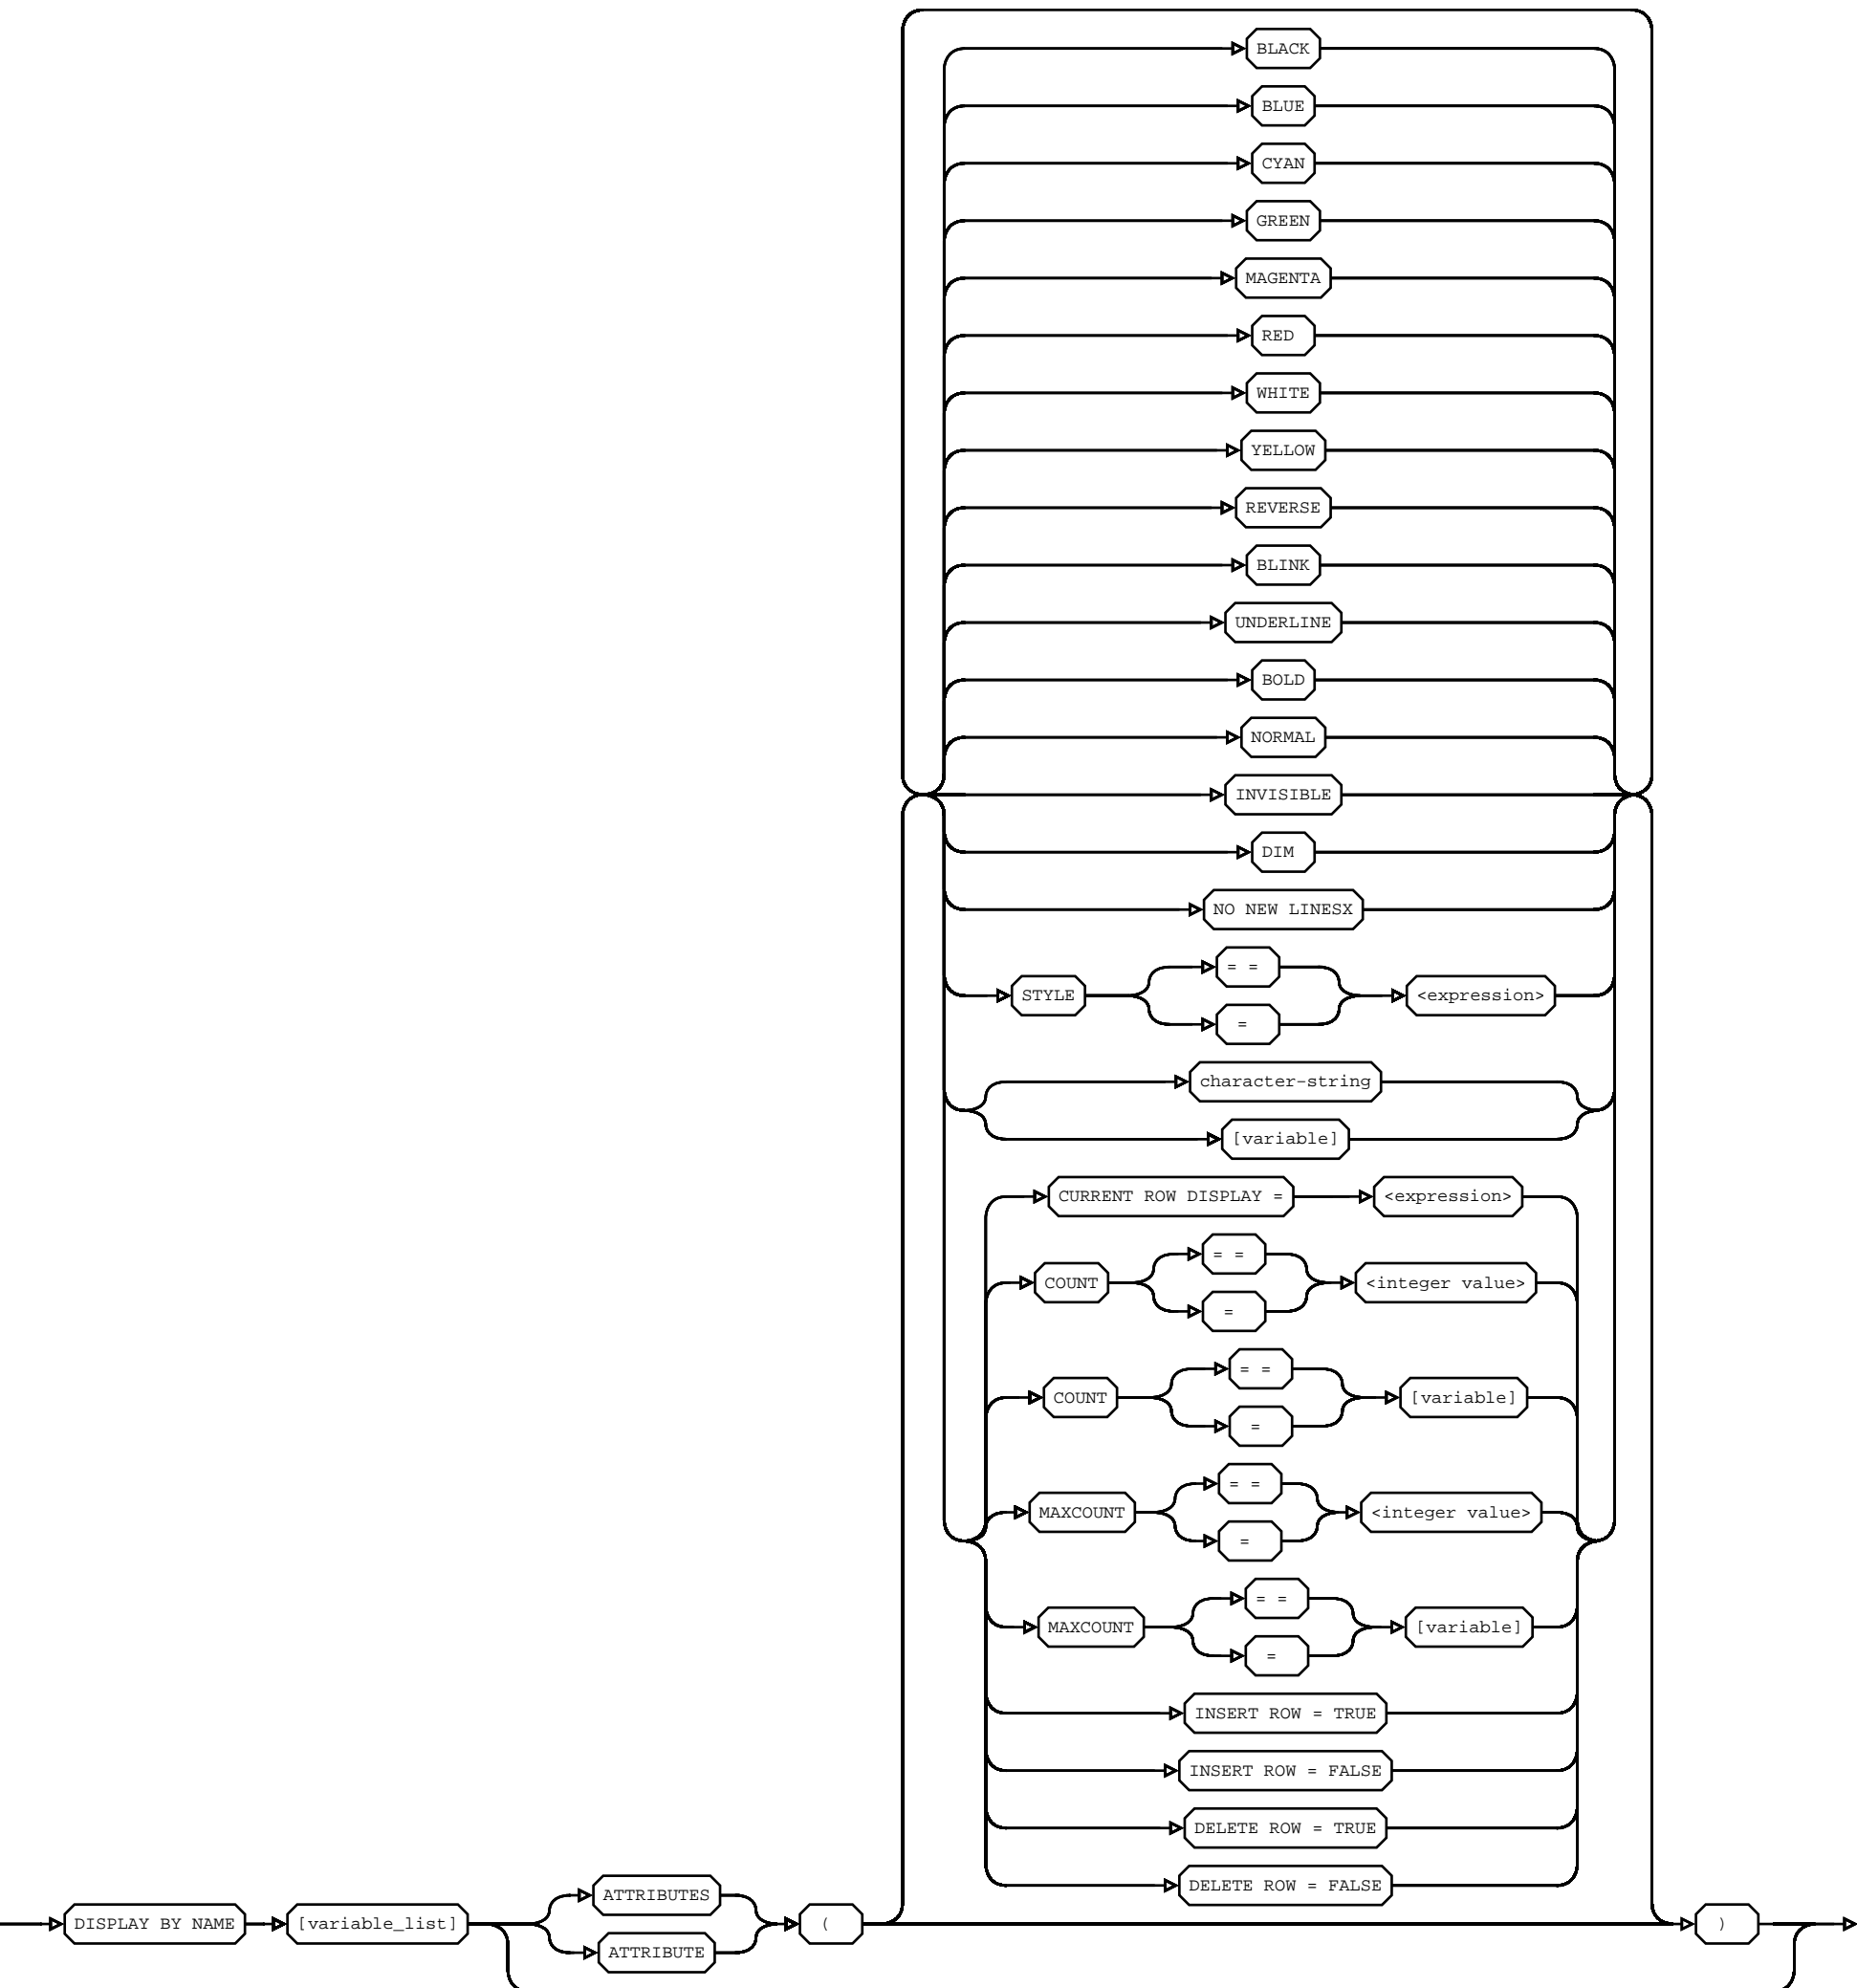 BLACK
BLUE
CYAN
GREEN
MAGENTA
RED
WHITE
YELLOW
REVERSE
BLINK
UNDERLINE
BOLD
NORMAL
INVISIBLE
DIM
NO NEW LINESX
= =
STYLE <expression>
=
character-string
[variable]
CURRENT ROW DISPLAY = <expression>
= =
COUNT <integer value>
=
= =
COUNT [variable]
=
= =
MAXCOUNT <integer value>
=
= =
MAXCOUNT [variable]
=
INSERT ROW = TRUE
INSERT ROW = FALSE
DELETE ROW = TRUE
DELETE ROW = FALSE
ATTRIBUTES
DISPLAY BY NAME [variable_list] ( )
ATTRIBUTE